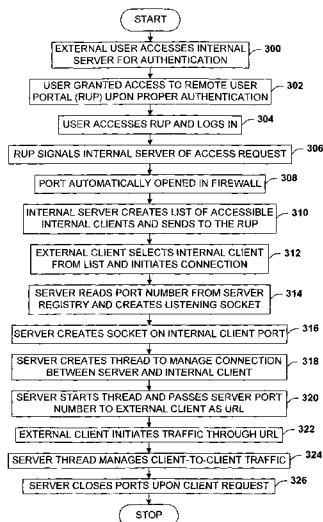 START
EXTERNAL USER ACCESSES INTERNAL
SERVER FOR AUTHENTICATION
300
USER GRANTED ACCESS TO REMOTE USER
PORTAL (RUP) UPON PROPER AUTHENTICATION
302
USER ACCESSES RUP AND LOGS IN
304
RUP SIGNALS INTERNAL SERVER OF ACCESS REQUEST
306
PORT AUTOMATICALLY OPENED IN FIREWALL
308
INTERNAL SERVER CREATES LIST OF ACCESSIBLE
INTERNAL CLIENTS AND SENDS TO THE RUP
310
EXTERNAL CLIENT SELECTS INTERNAL CLIENT
FROM LIST AND INITIATES CONNECTION
312
SERVER READS PORT NUMBER FROM SERVER
REGISTRY AND CREATES LISTENING SOCKET
314
SERVER CREATES SOCKET ON INTERNAL CLIENT PORT
316
SERVER CREATES THREAD TO MANAGE CONNECTION
BETWEEN SERVER AND INTERNAL CLIENT
318
SERVER STARTS THREAD AND PASSES SERVER PORT
NUMBER TO EXTERNAL CLIENT AS URL
320
EXTERNAL CLIENT INITIATES TRAFFIC THROUGH URL
322
SERVER THREAD MANAGES CLIENT-TO-CLIENT TRAFFIC
324
SERVER CLOSES PORTS UPON CLIENT REQUEST
326
STOP